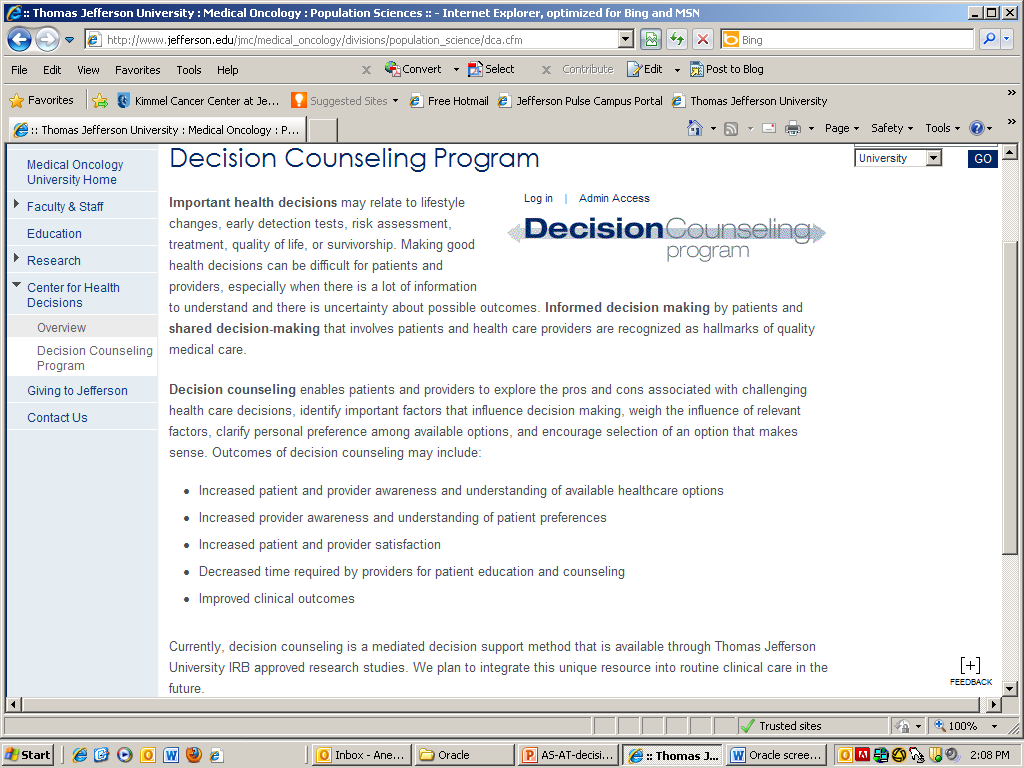 :: Thomas Jefferson University : Medical Oncology : Population Sciences :: - Internet Explorer, optimized for Bing and MSN
http://www.jefferson.edu/jmc/medical_oncology/divisions/population_science/dca.cfm
Bing
File Edit View Favorites Tools Help x Convert Select x Contribute Edit Post to Blog
Favorites Kimmel Cancer Center at Je... Suggested Sites Free Hotmail Jefferson Pulse Campus Portal Thomas Jefferson University »
:: Thomas Jefferson University : Medical Oncology : P... Page Safety Tools »
Medical Oncology
University Home
Faculty & Staff
Education
Research
Center for Health
Decisions
Overview
Decision Counseling
Program
Giving to Jefferson
Contact Us
Decision Counseling Program
University GO
Log in | Admin Access
DecisionCounseling
program
Important health decisions may relate to lifestyle
changes, early detection tests, risk assessment,
treatment, quality of life, or survivorship. Making good
health decisions can be difficult for patients and
providers, especially when there is a lot of information
to understand and there is uncertainty about possible outcomes. Informed decision making by patients and
shared decision-making that involves patients and health care providers are recognized as hallmarks of quality
medical care.
Decision counseling enables patients and providers to explore the pros and cons associated with challenging
health care decisions, identify important factors that influence decision making, weigh the influence of relevant
factors, clarify personal preference among available options, and encourage selection of an option that makes
sense. Outcomes of decision counseling may include:
• Increased patient and provider awareness and understanding of available healthcare options
• Increased provider awareness and understanding of patient preferences
• Increased patient and provider satisfaction
• Decreased time required by providers for patient education and counseling
• Improved clinical outcomes
Currently, decision counseling is a mediated decision support method that is available through Thomas Jefferson
University IRB approved research studies. We plan to integrate this unique resource into routine clinical care in the
future.
[+]
FEEDBACK
Trusted sites 100%
Start Inbox - Ane... Oracle AS-AT-decisi... :: Thomas J... Oracle scree... 2:08 PM